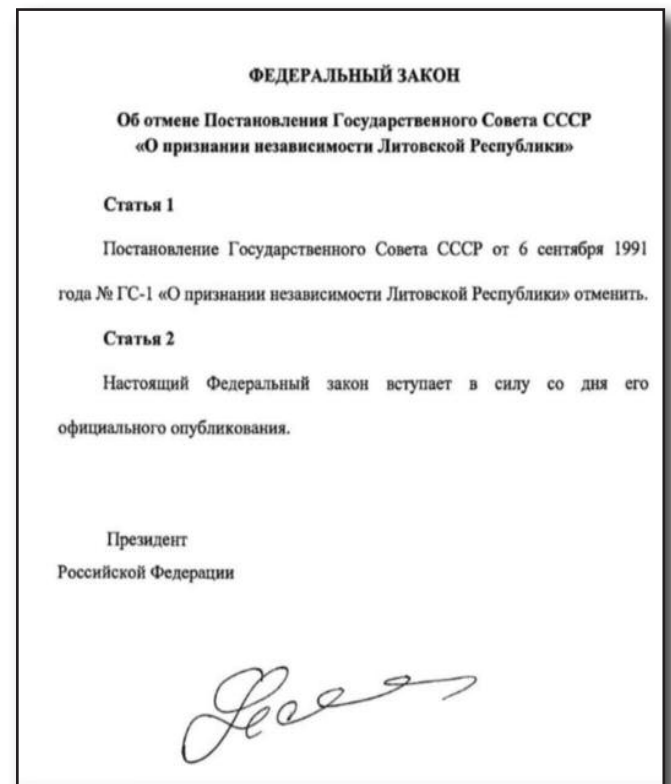 ФЕДЕРАЛЬНЫЙ ЗАКОН
Об отмене Постановления Государственного Совета СССР
«О признании независимости Литовской Республики»
Статья 1
Постановление Государственного Совета СССР от 6 сентября 1991
года № ГС-1 «О признании независимости Литовской Республики» отменить.
Статья 2
Настоящий Федеральный закон вступает в силу со дня его
официального опубликования.
Президент
Российской Федерации